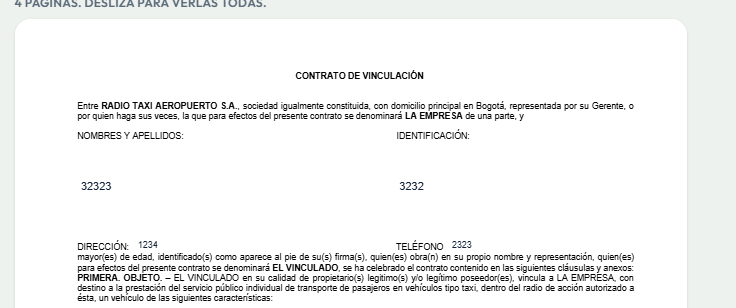 4 PÁGINAS. DESLIZA PARA VERLAS TODAS.
CONTRATO DE VINCULACIÓN
Entre RADIO TAXI AEROPUERTO S.A., sociedad igualmente constituida, con domicilio principal en Bogotá, representada por su Gerente, o
por quien haga sus veces, la que para efectos del presente contrato se denominará LA EMPRESA de una parte, y
NOMBRES Y APELLIDOS: IDENTIFICACIÓN:
32323 3232
DIRECCIÓN: 1234 TELÉFONO 2323
mayor(es) de edad, identificado(s) como aparece al pie de su(s) firma(s), quien(es) obra(n) en su propio nombre y representación, quien(es)
para efectos del presente contrato se denominará EL VINCULADO, se ha celebrado el contrato contenido en las siguientes cláusulas y anexos:
PRIMERA. OBJETO. – EL VINCULADO en su calidad de propietario(s) legitimo(s) y/o legítimo poseedor(es), vincula a LA EMPRESA, con
destino a la prestación del servicio público individual de transporte de pasajeros en vehículos tipo taxi, dentro del radio de acción autorizado a
ésta, un vehículo de las siguientes características: